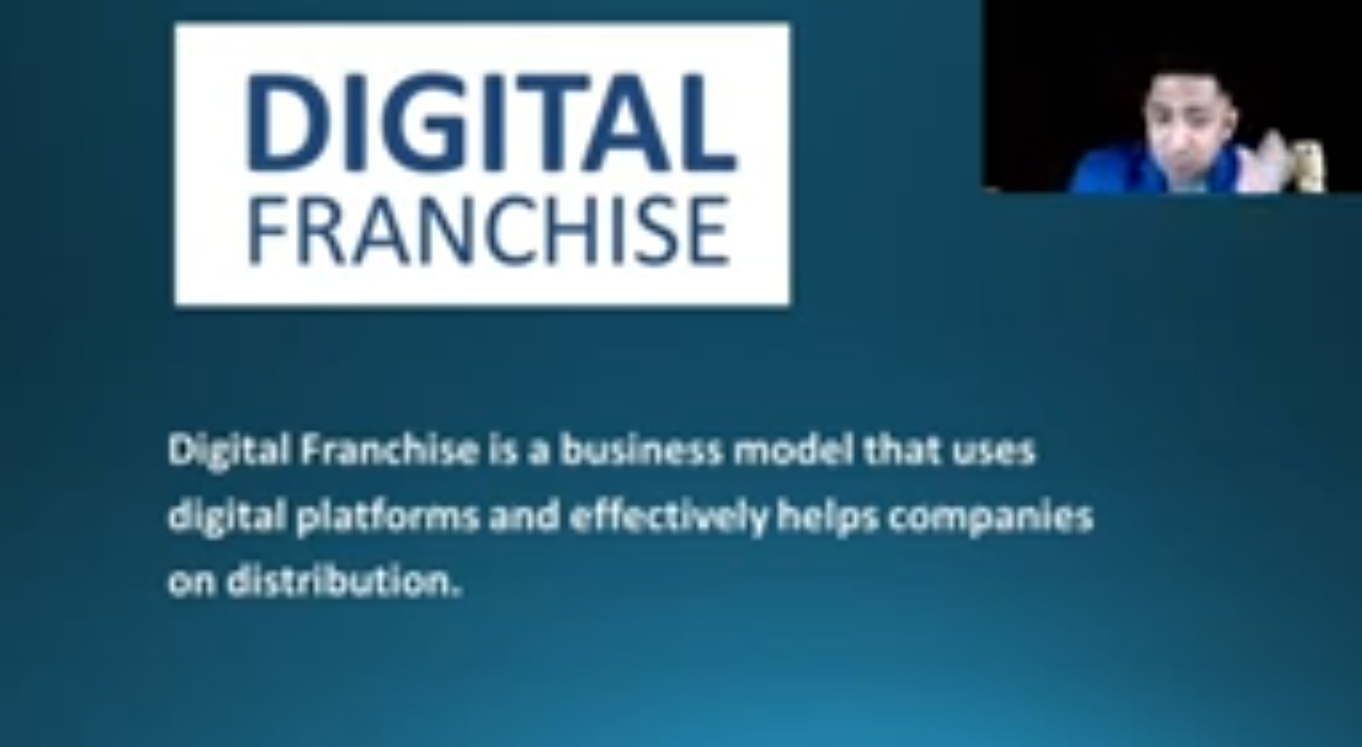 DIGITAL
FRANCHISE
Digital Franchise is a business model that uses
digital platforms and effectively helps companies
on distribution.